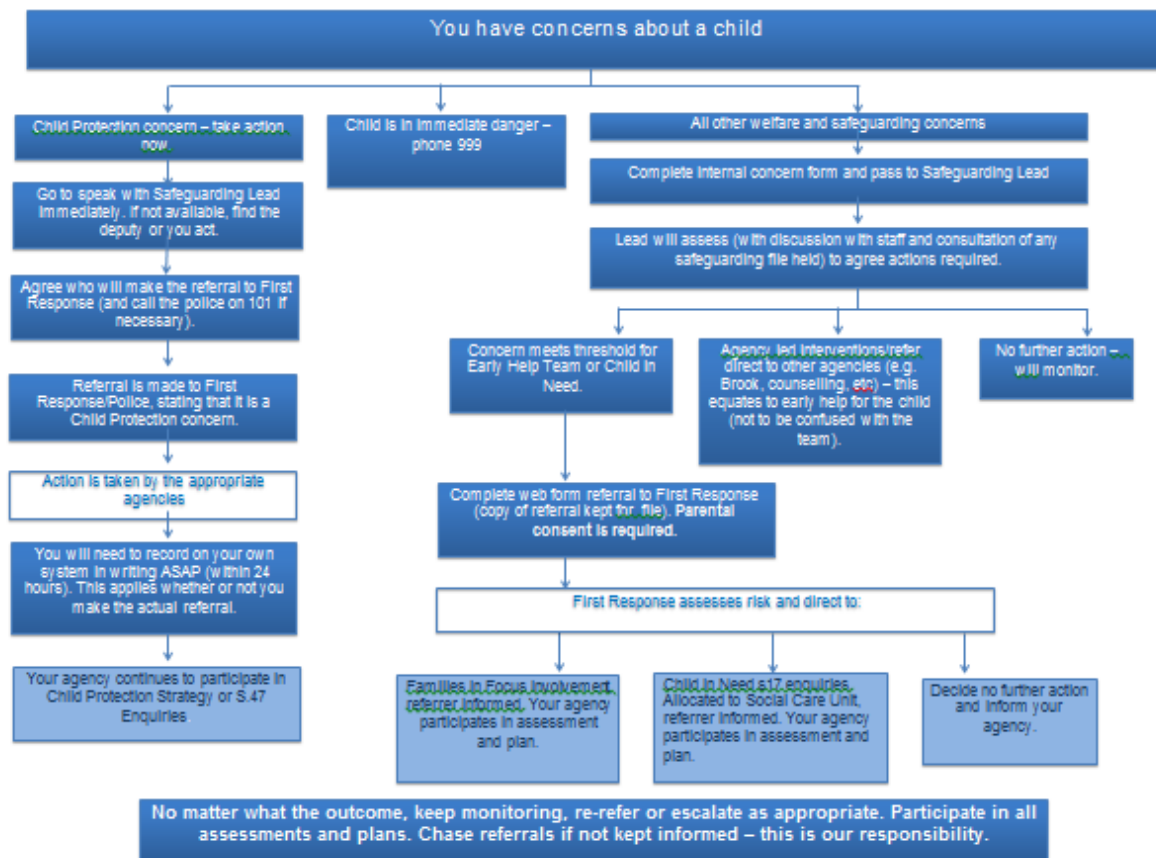 You have concerns about a child
Child Protection concern – take action
now.
Child is in immediate danger –
phone 999
All other welfare and safeguarding concerns
Go to speak with Safeguarding Lead
immediately. If not available, find the
deputy or you act.
Complete internal concern form and pass to Safeguarding Lead
Lead will assess (with discussion with staff and consultation of any
safeguarding file held) to agree actions required.
Agree who will make the referral to First
Response (and call the police on 101 if
necessary).
Concern meets threshold for
Early Help Team or Child in
Need.
Agency led interventions/refer
direct to other agencies (e.g.
Brook, counselling, etc) – this
equates to early help for the child
(not to be confused with the
team).
No further action –
will monitor.
Referral is made to First
Response/Police, stating that it is a
Child Protection concern.
Action is taken by the appropriate
agencies
Complete web form referral to First Response
(copy of referral kept for file). Parental
consent is required.
You will need to record on your own
system in writing ASAP (within 24
hours). This applies whether or not you
make the actual referral.
First Response assesses risk and direct to:
Your agency continues to participate in
Child Protection Strategy or S.47
Enquiries
Families in Focus involvement,
referrer informed. Your agency
participates in assessment
and plan.
Child in Need s17 enquiries.
Allocated to Social Care Unit,
referrer informed. Your agency
participates in assessment and
plan.
Decide no further action
and inform your
agency.
No matter what the outcome, keep monitoring, re-refer or escalate as appropriate. Participate in all
assessments and plans. Chase referrals if not kept informed – this is our responsibility.